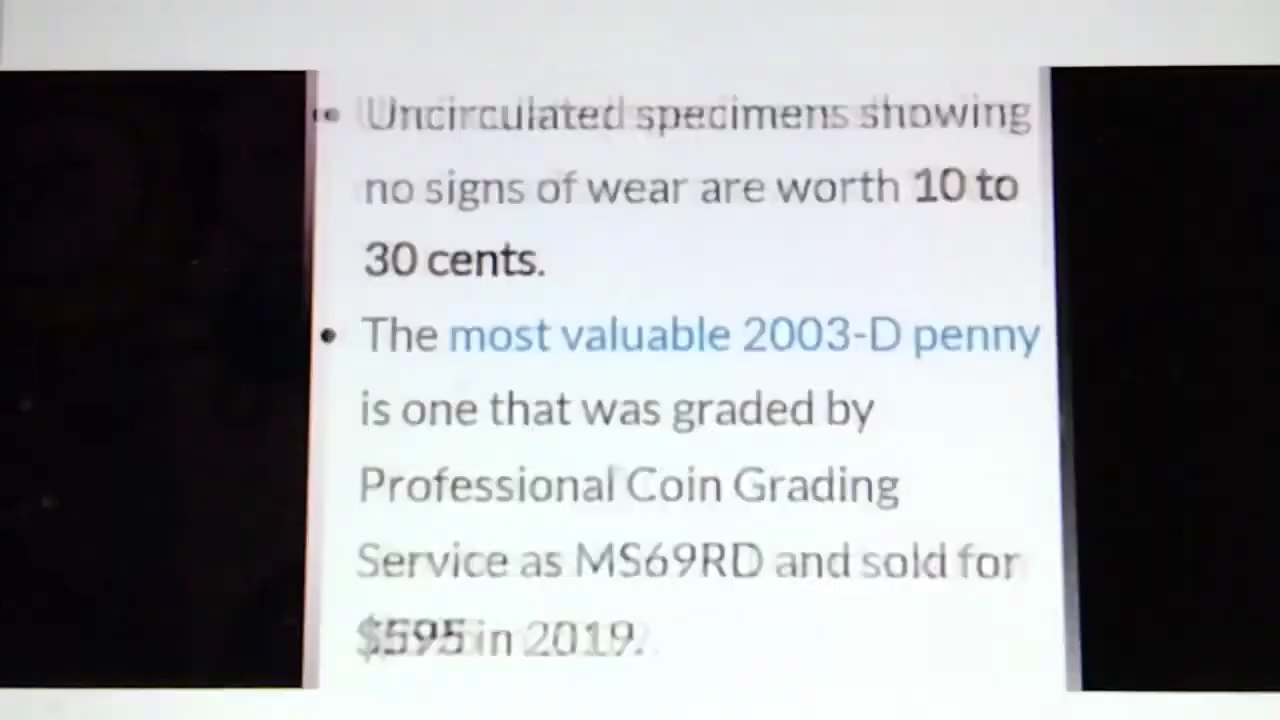 • Uncirculated specimens showing
no signs of wear are worth 10 to
30 cents.
• The most valuable 2003-D penny
is one that was graded by
Professional Coin Grading
Service as MS69RD and sold for
$595 in 2019.